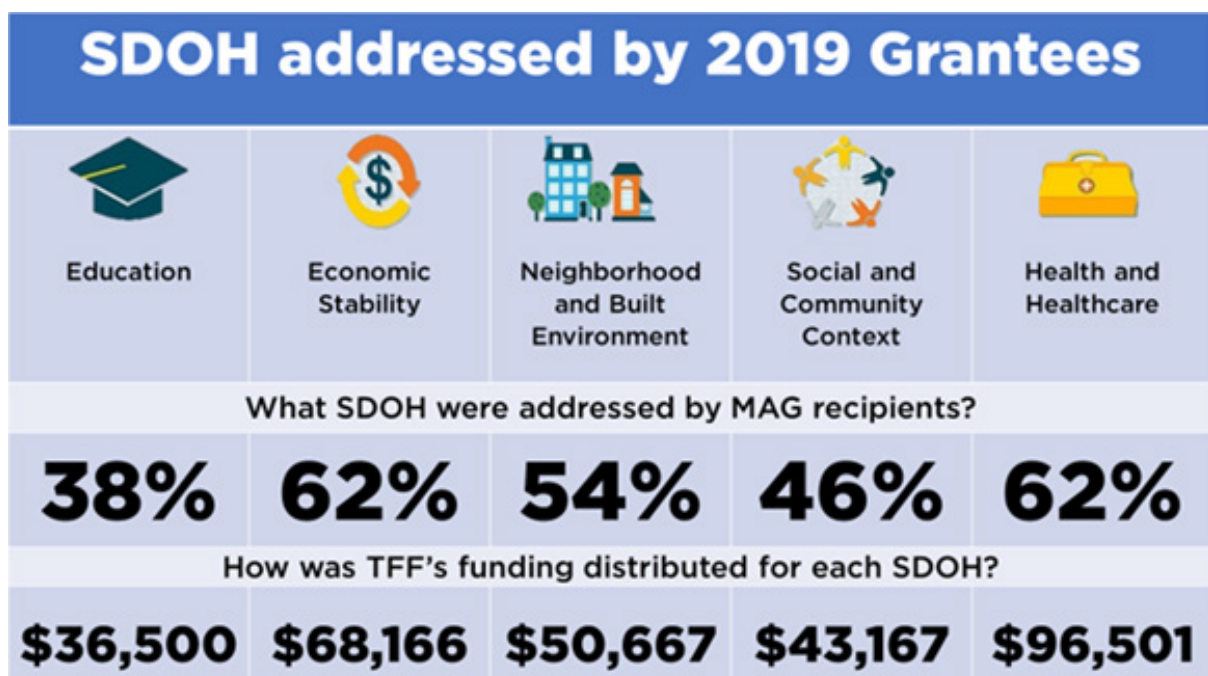 SDOH addressed by 2019 Grantees
$
Education
Economic
Stability
Neighborhood
and Built
Environment
Social and
Community
Context
Health and
Healthcare
What SDOH were addressed by MAG recipients?
38% 62% 54% 46% 62%
How was TFF's funding distributed for each SDOH?
$36,500 $68,166 $50,667 $43,167 $96,501